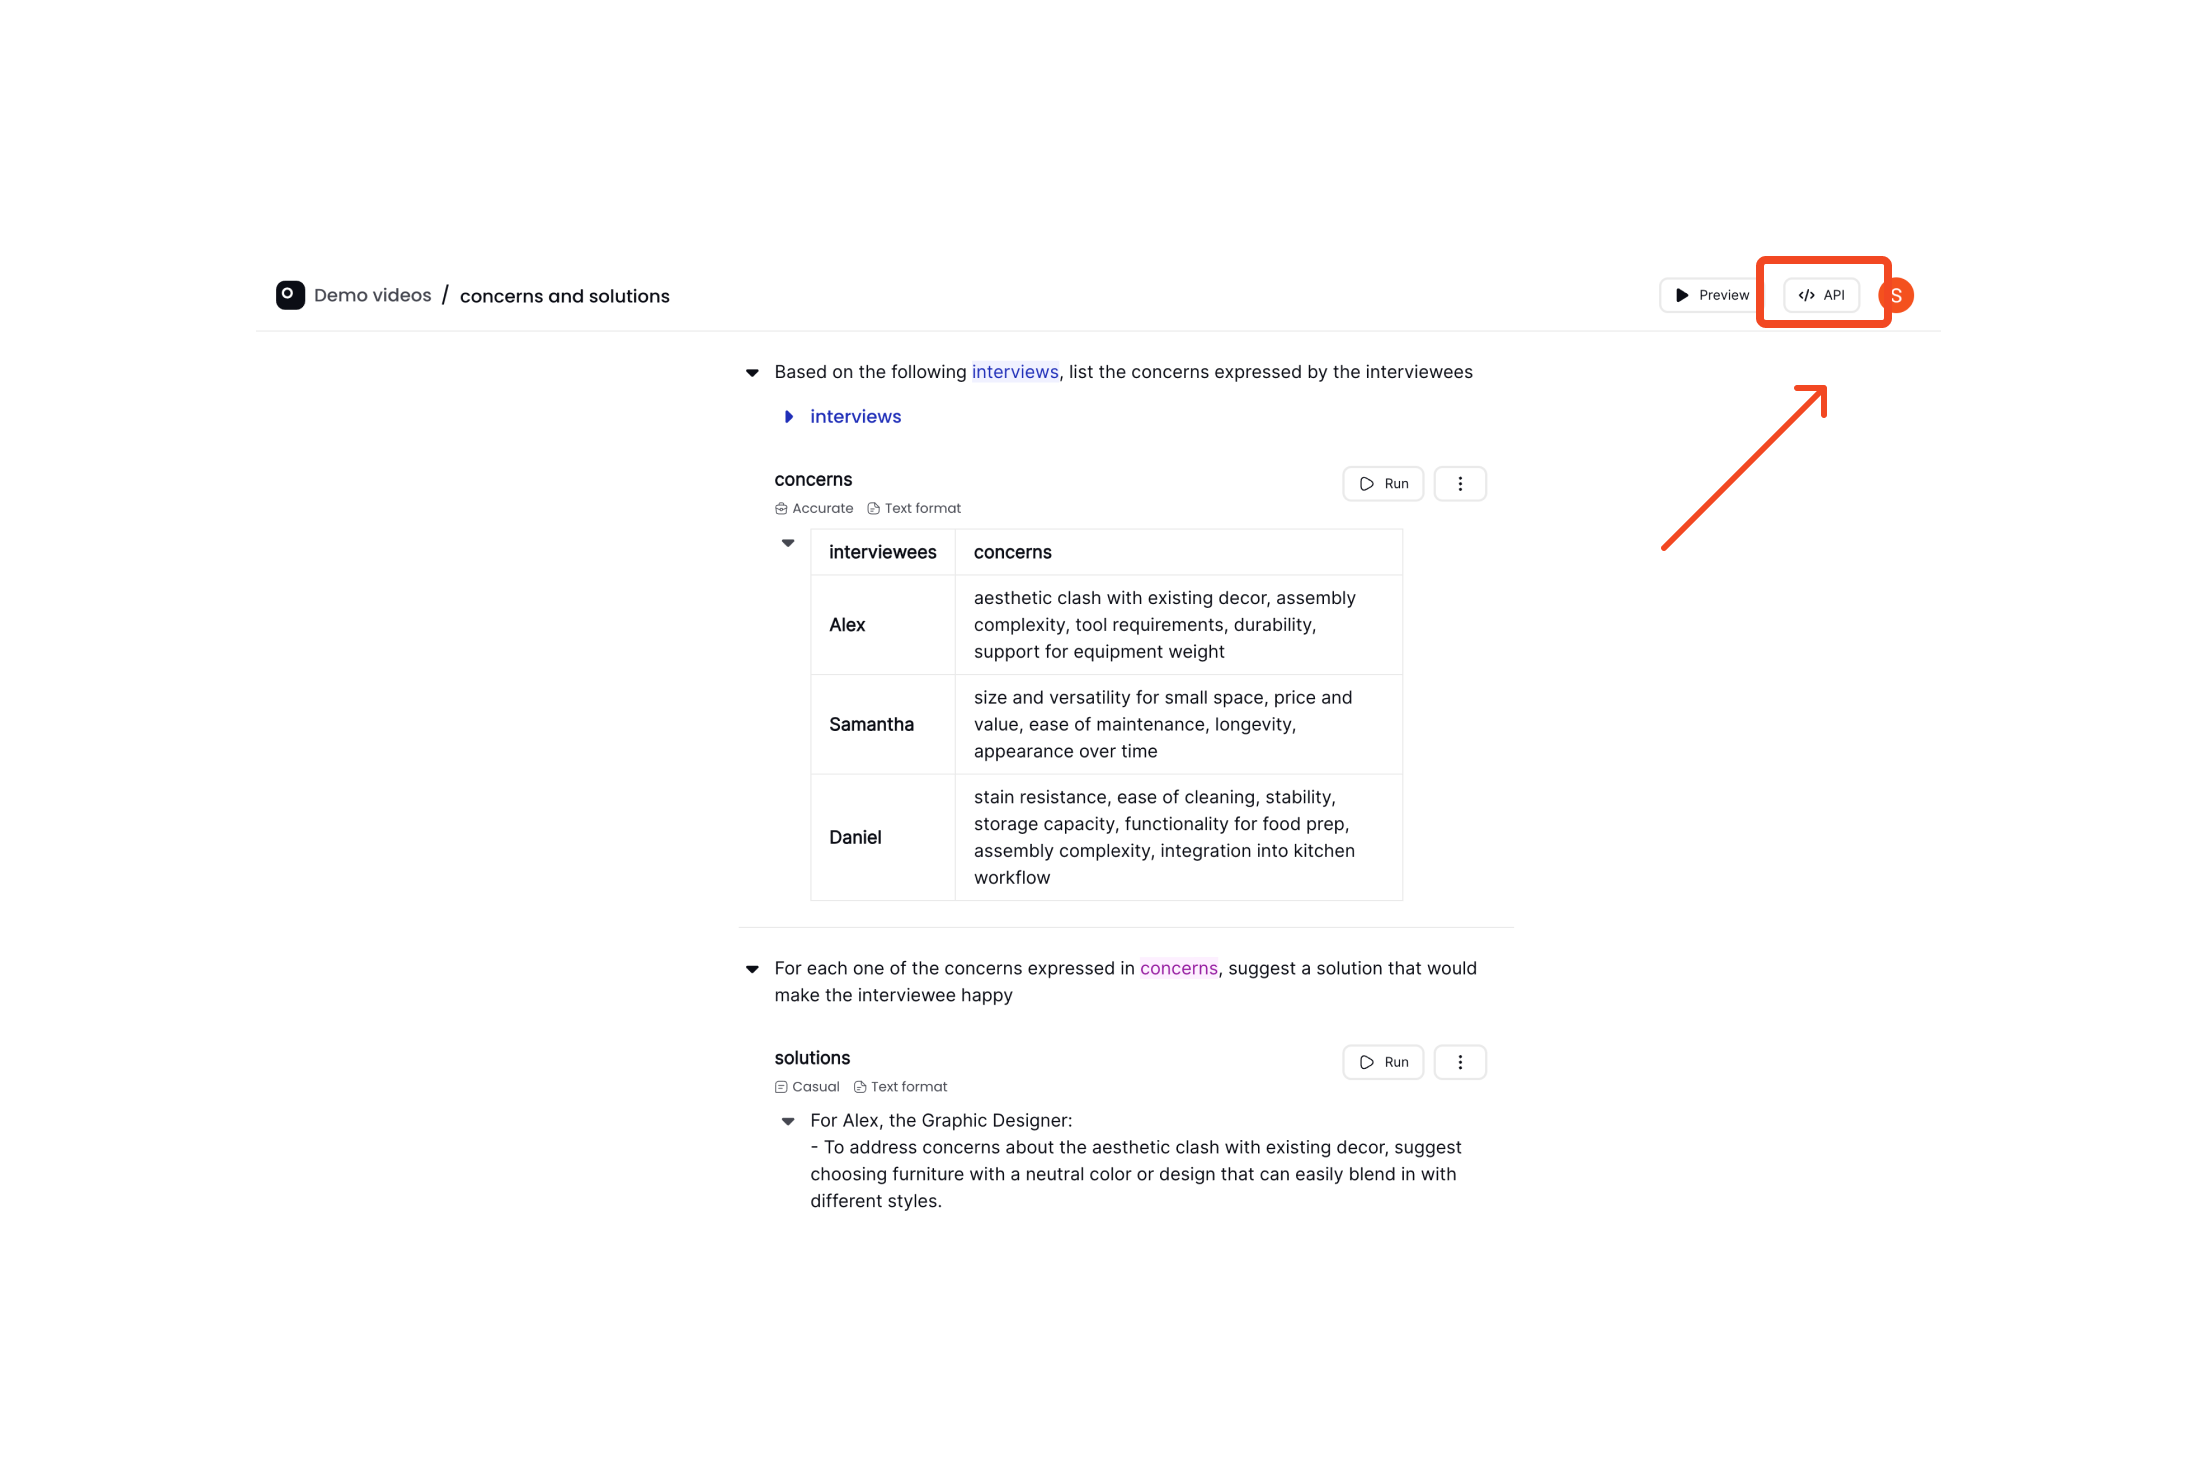 Demo videos / concerns and solutions
Preview
</> API
S
Based on the following interviews, list the concerns expressed by the interviewees
interviews
concerns
Run
Accurate Text format
interviewees concerns
Alex
aesthetic clash with existing decor, assembly
complexity, tool requirements, durability,
support for equipment weight
Samantha
size and versatility for small space, price and
value, ease of maintenance, longevity,
appearance over time
Daniel
stain resistance, ease of cleaning, stability,
storage capacity, functionality for food prep,
assembly complexity, integration into kitchen
workflow
For each one of the concerns expressed in concerns, suggest a solution that would
make the interviewee happy
solutions
Run
Casual Text format
For Alex, the Graphic Designer:
- To address concerns about the aesthetic clash with existing decor, suggest
choosing furniture with a neutral color or design that can easily blend in with
different styles.